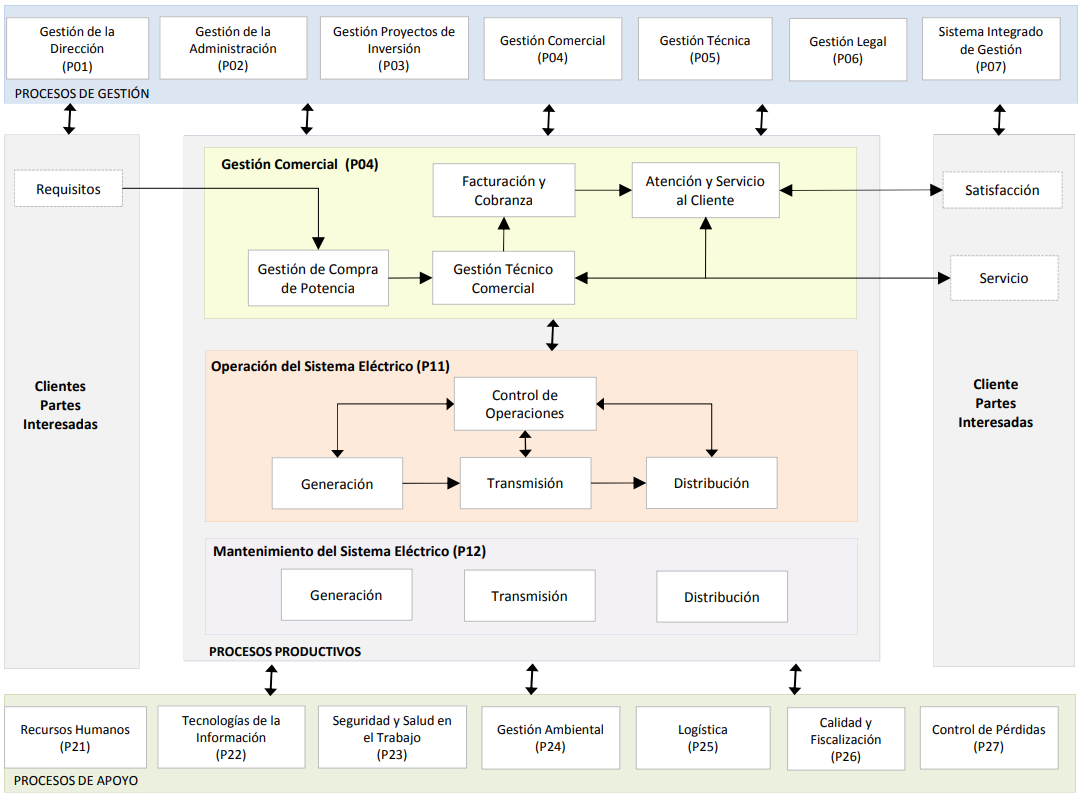 Gestión de la
Dirección
(P01)
Gestión de la
Administración
(P02)
Gestión Proyectos de
Inversión
(P03)
Gestión Comercial
(P04)
Gestión Técnica
(P05)
Gestión Legal
(P06)
Sistema Integrado
de Gestión
(P07)
PROCESOS DE GESTIÓN
Requisitos
Clientes
Partes
Interesadas
Gestión Comercial (P04)
Facturación y
Cobranza
Atención y Servicio
al Cliente
Gestión de Compra
de Potencia
Gestión Técnico
Comercial
Satisfacción
Servicio
Cliente
Partes
Interesadas
Operación del Sistema Eléctrico (P11)
Control de
Operaciones
Generación
Transmisión
Distribución
Mantenimiento del Sistema Eléctrico (P12)
Generación
Transmisión
Distribución
PROCESOS PRODUCTIVOS
Recursos Humanos
(P21)
Tecnologías de la
Información
(P22)
Seguridad y Salud en
el Trabajo
(P23)
Gestión Ambiental
(P24)
Logística
(P25)
Calidad y
Fiscalización
(P26)
Control de Pérdidas
(P27)
PROCESOS DE APOYO